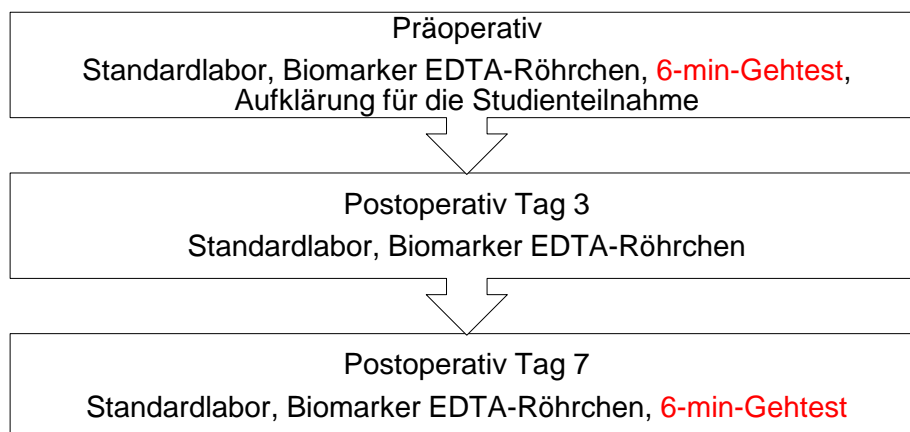 Präoperativ
Standardlabor, Biomarker EDTA-Röhrchen, 6-min-Gehtest,
Aufklärung für die Studienteilnahme
Postoperativ Tag 3
Standardlabor, Biomarker EDTA-Röhrchen
Postoperativ Tag 7
Standardlabor, Biomarker EDTA-Röhrchen, 6-min-Gehtest